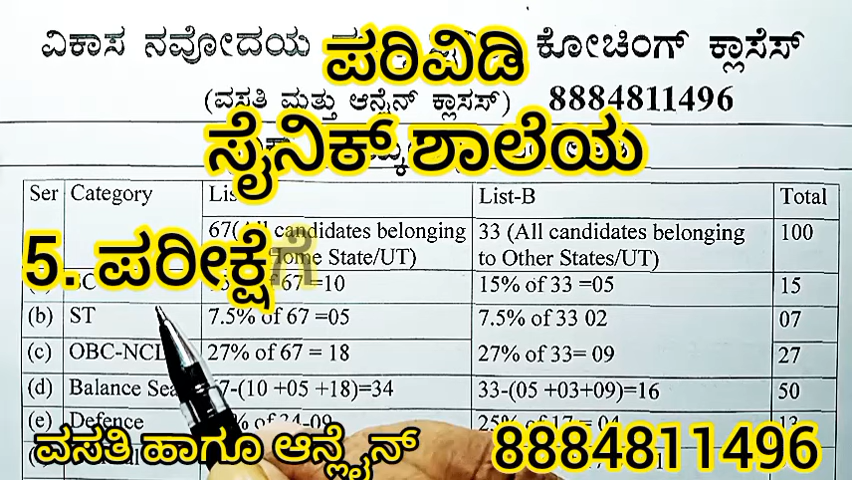 ವಿಕಾಸ ನವೋದಯ ಕೋಚಿಂಗ್ ಕ್ಲಾಸೆಸ್
ಪರಿವಿಡಿ
(ವಸತಿ ಮತ್ತು ಆನ್ಲೈನ್ ಕ್ಲಾಸಸ್) 8884811496
ಸೈನಿಕ್ ಶಾಲೆಯ
Ser Category List-B Total
67(All candidates belonging Home State/UT) 33 (All candidates belonging to Other States/UT) 100
5. ಪರೀಕ್ಷೆಗೆ
67 =10 15% of 33 =05 15
(b) ST 7.5% of 67 =05 7.5% of 33 02 07
(c) OBC-NCL 27% of 67 = 18 27% of 33= 09 27
(d) Balance Sea 67-(10 +05 +18)=34 33-(05 +03+09)=16 50
(e) Defence 25% of 17 = 04 13
ವಸತಿ ಹಾಗೂ ಆನ್ಲೈನ್ 8884811496